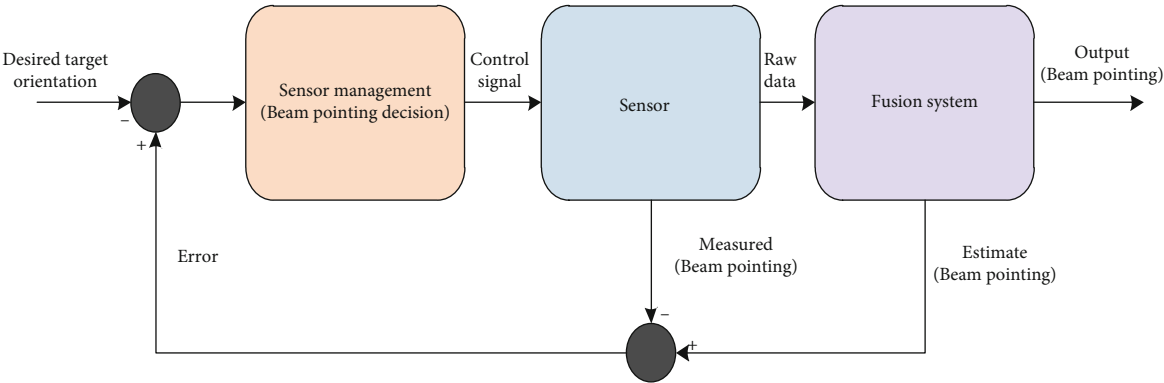 Desired target
orientation
−
+
Sensor management
(Beam pointing decision)
Control
signal
Sensor
Raw
data
Fusion system
Output
(Beam pointing)
Error
Measured
(Beam pointing)
Estimate
(Beam pointing)
−
+